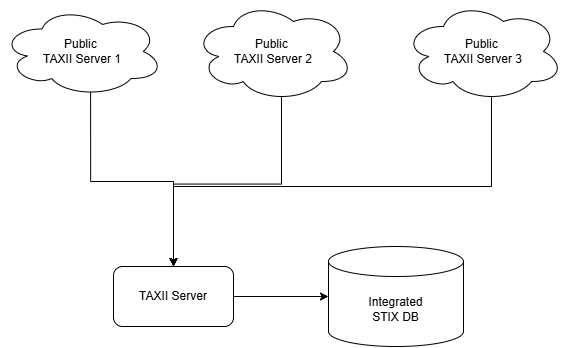 Public
TAXII Server 1
Public
TAXII Server 2
Public
TAXII Server 3
TAXII Server
Integrated
STIX DB